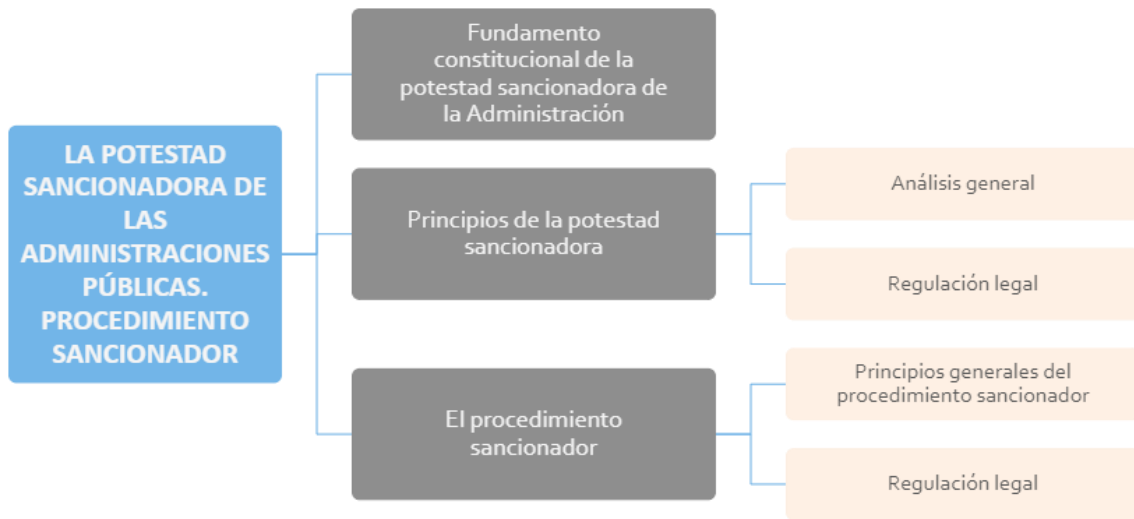 LA POTESTAD
SANCIONADORA DE
LAS
ADMINISTRACIONES
PÚBLICAS.
PROCEDIMIENTO
SANCIONADOR
Fundamento
constitucional de la
potestad sancionadora de
la Administración
Principios de la potestad
sancionadora
Análisis general
Regulación legal
El procedimiento
sancionador
Principios generales del
procedimiento sancionador
Regulación legal